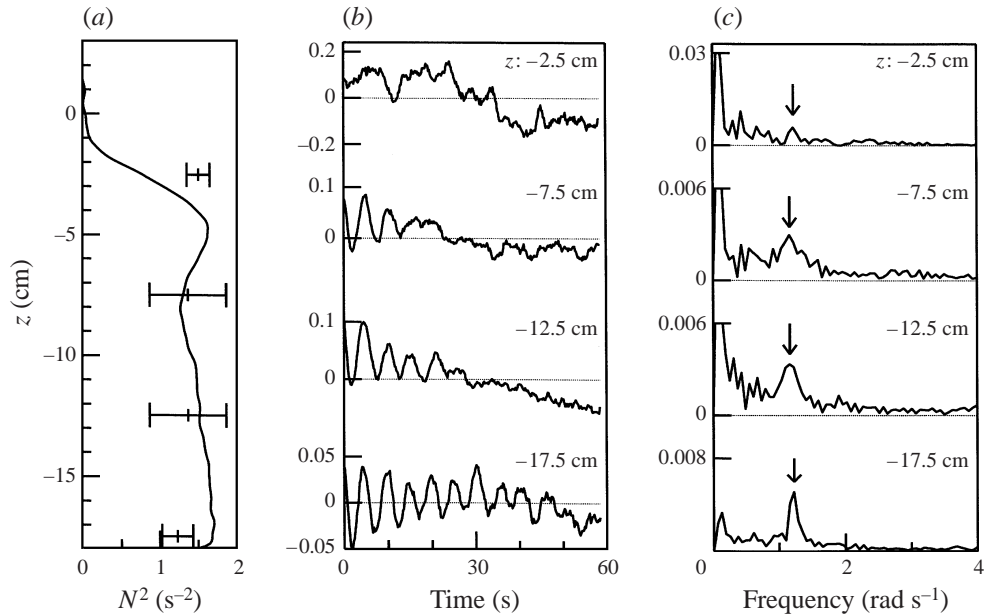 (a)
0
−5
−10
−15
z (cm)
0
1
2
N² (s⁻²)
(b)
0.2
0
−0.2
0.1
0
0.1
0
0.05
0
−0.05
z: −2.5 cm
−7.5 cm
−12.5 cm
−17.5 cm
0
30
60
Time (s)
(c)
0.03
0
0.006
0
0.006
0
0.008
z: −2.5 cm
−7.5 cm
−12.5 cm
−17.5 cm
0
2
4
Frequency (rad s⁻¹)